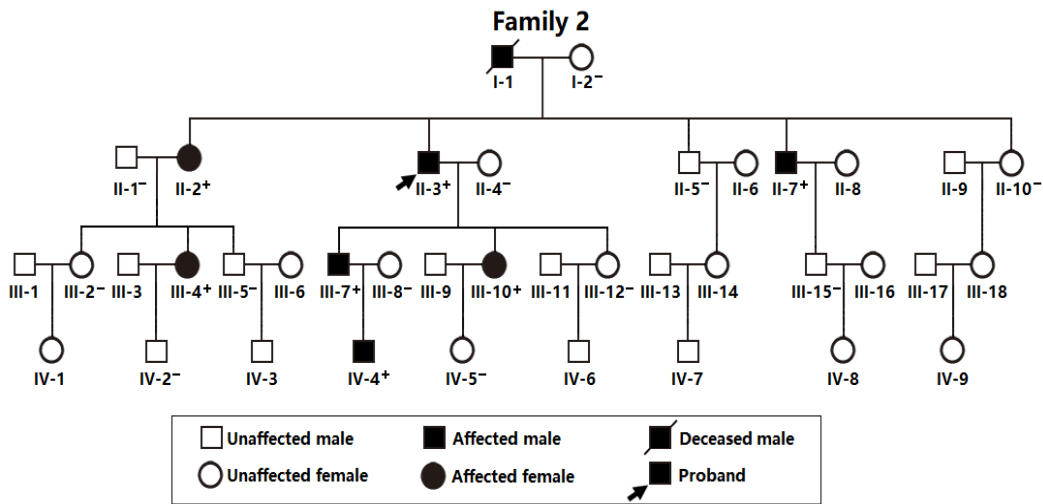 Family 2
I-1 I-2⁻
II-1⁻ II-2⁺ II-3⁺ II-4⁻ II-5⁻ II-6 II-7⁺ II-8 II-9 II-10⁻
III-1 III-2⁻ III-3 III-4⁺ III-5⁻ III-6 III-7⁺ III-8⁻ III-9 III-10⁺ III-11 III-12⁻ III-13 III-14 III-15⁻ III-16 III-17 III-18
IV-1 IV-2⁻ IV-3 IV-4⁺ IV-5⁻ IV-6 IV-7 IV-8 IV-9
Unaffected male Affected male Deceased male
Unaffected female Affected female Proband